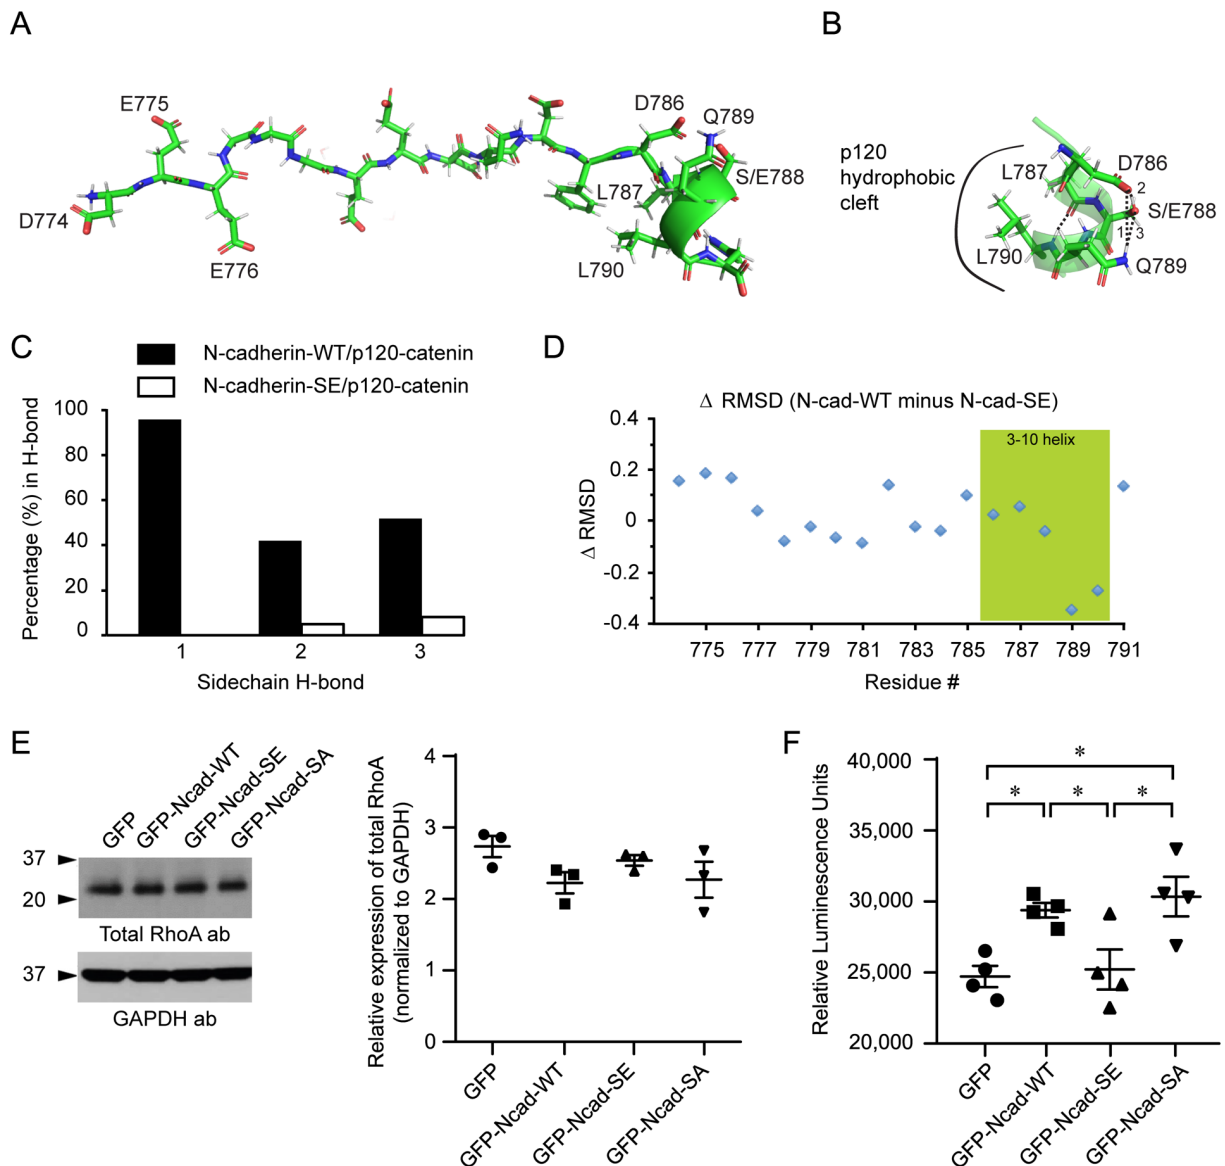 A
E775
D774
E776
D786
Q789
S/E788
L787
L790
B
p120
hydrophobic
cleft
L787
D786
2
S/E788
1
3
L790
Q789
C
N-cadherin-WT/p120-catenin
N-cadherin-SE/p120-catenin
Percentage (%) in H-bond
100
80
60
40
20
0
1 2 3
Sidechain H-bond
D
Δ RMSD (N-cad-WT minus N-cad-SE)
3-10 helix
Δ RMSD
0.4
0.2
0
-0.2
-0.4
775 777 779 781 783 785 787 789 791
Residue #
E
GFP
GFP-Ncad-WT
GFP-Ncad-SE
GFP-Ncad-SA
37
20
Total RhoA ab
37
GAPDH ab
Relative expression of total RhoA
(normalized to GAPDH)
4
3
2
1
0
GFP
GFP-Ncad-WT
GFP-Ncad-SE
GFP-Ncad-SA
F
Relative Luminescence Units
40,000
35,000
30,000
25,000
20,000
*
* * *
GFP
GFP-Ncad-WT
GFP-Ncad-SE
GFP-Ncad-SA